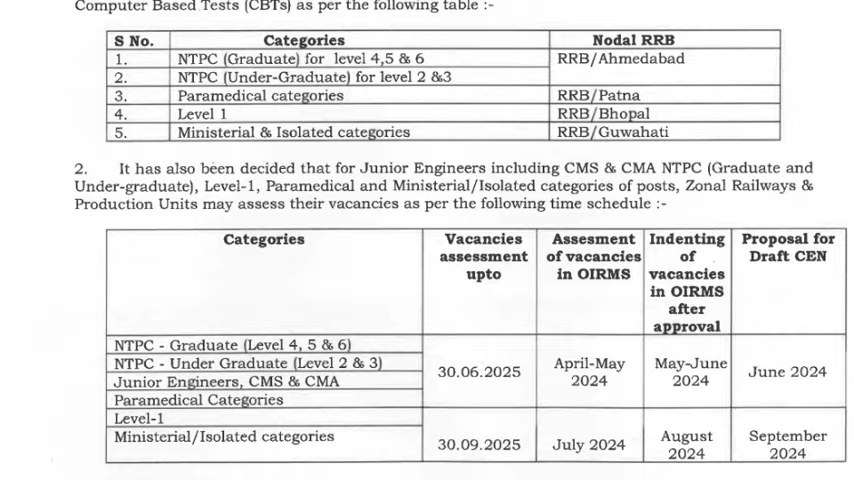 Computer Based Tests (CBTs) as per the following table :-
S No. Categories Nodal RRB
1. NTPC (Graduate) for level 4,5 & 6 RRB/Ahmedabad
2. NTPC (Under-Graduate) for level 2 &3
3. Paramedical categories RRB/Patna
4. Level 1 RRB/Bhopal
5. Ministerial & Isolated categories RRB/Guwahati
2. It has also been decided that for Junior Engineers including CMS & CMA NTPC (Graduate and
Under-graduate), Level-1, Paramedical and Ministerial/Isolated categories of posts, Zonal Railways &
Production Units may assess their vacancies as per the following time schedule :-
Categories Vacancies Assesment Indenting Proposal for
assessment of vacancies of Draft CEN
upto in OIRMS vacancies
in OIRMS
after
approval
NTPC - Graduate (Level 4, 5 & 6)
NTPC - Under Graduate (Level 2 & 3)
Junior Engineers, CMS & CMA
Paramedical Categories
30.06.2025 April-May May-June June 2024
2024 2024
Level-1
Ministerial/Isolated categories
30.09.2025 July 2024 August September
2024 2024